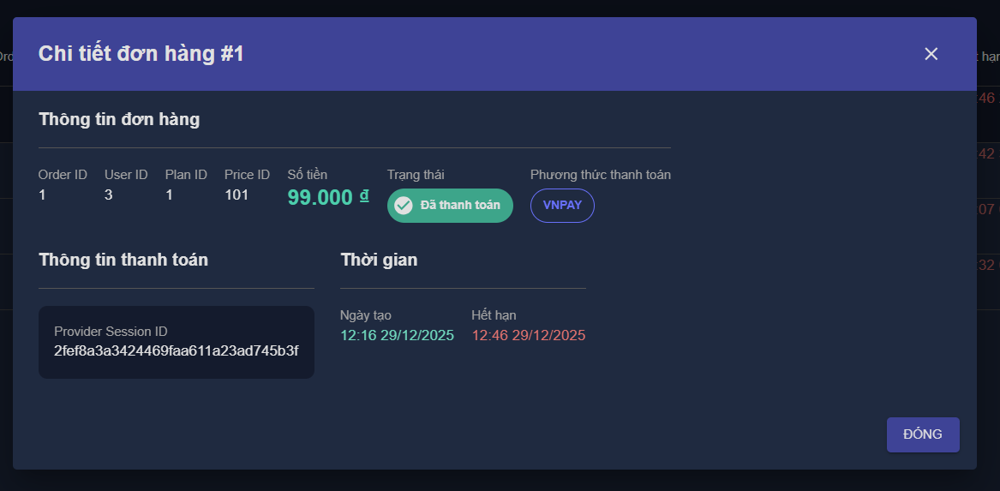 Chi tiết đơn hàng #1
Thông tin đơn hàng
Order ID User ID Plan ID Price ID Số tiền Trạng thái Phương thức thanh toán
1 3 1 101 99.000 ₫ Đã thanh toán VNPAY
Thông tin thanh toán Thời gian
Provider Session ID
2fef8a3a3424469faa611a23ad745b3f
Ngày tạo Hết hạn
12:16 29/12/2025 12:46 29/12/2025
ĐÓNG
46
42
07
32